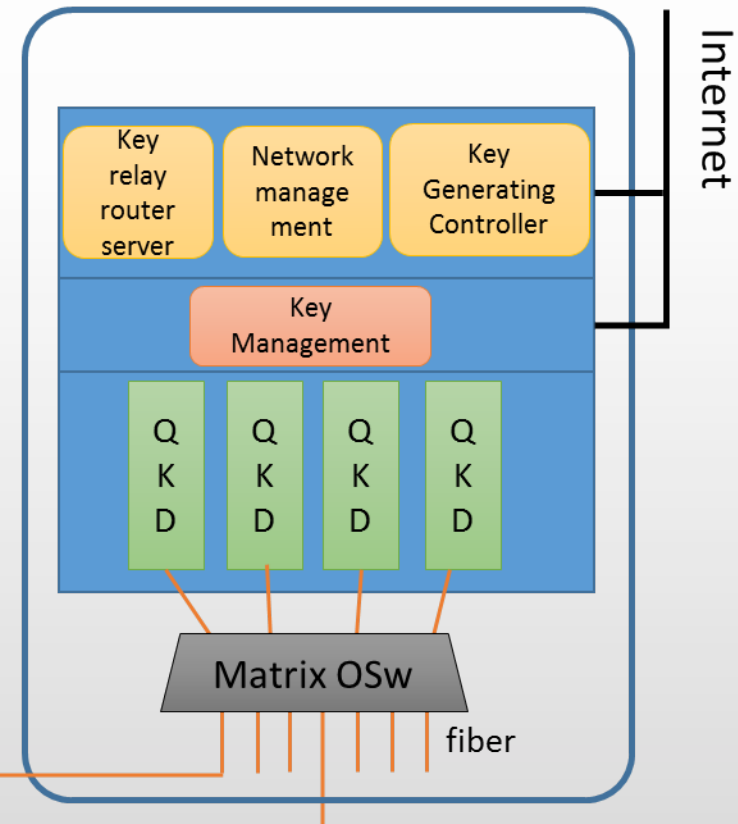 Internet
Key
relay
router
server
Network
manage
ment
Key
Generating
Controller
Key
Management
Q
K
D
Q
K
D
Q
K
D
Q
K
D
Matrix OSw
fiber